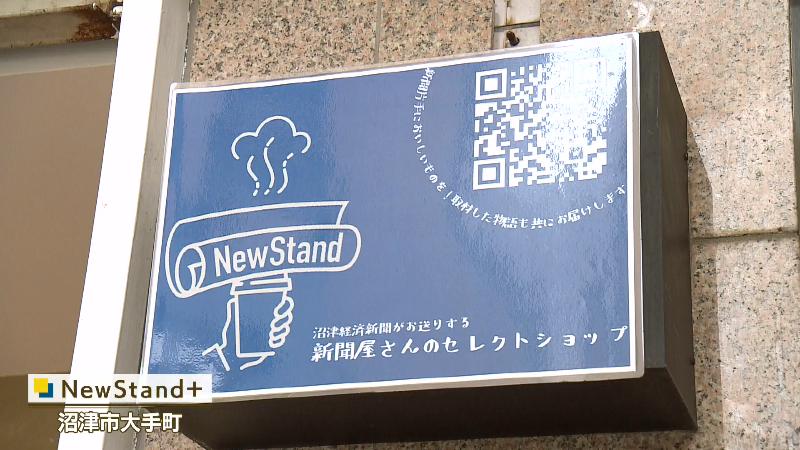 新聞片手においしいものを！取材した物語も共にお届けします
NewStand
沼津経済新聞がお送りする
新聞屋さんのセレクトショップ
NewStand+
沼津市大手町